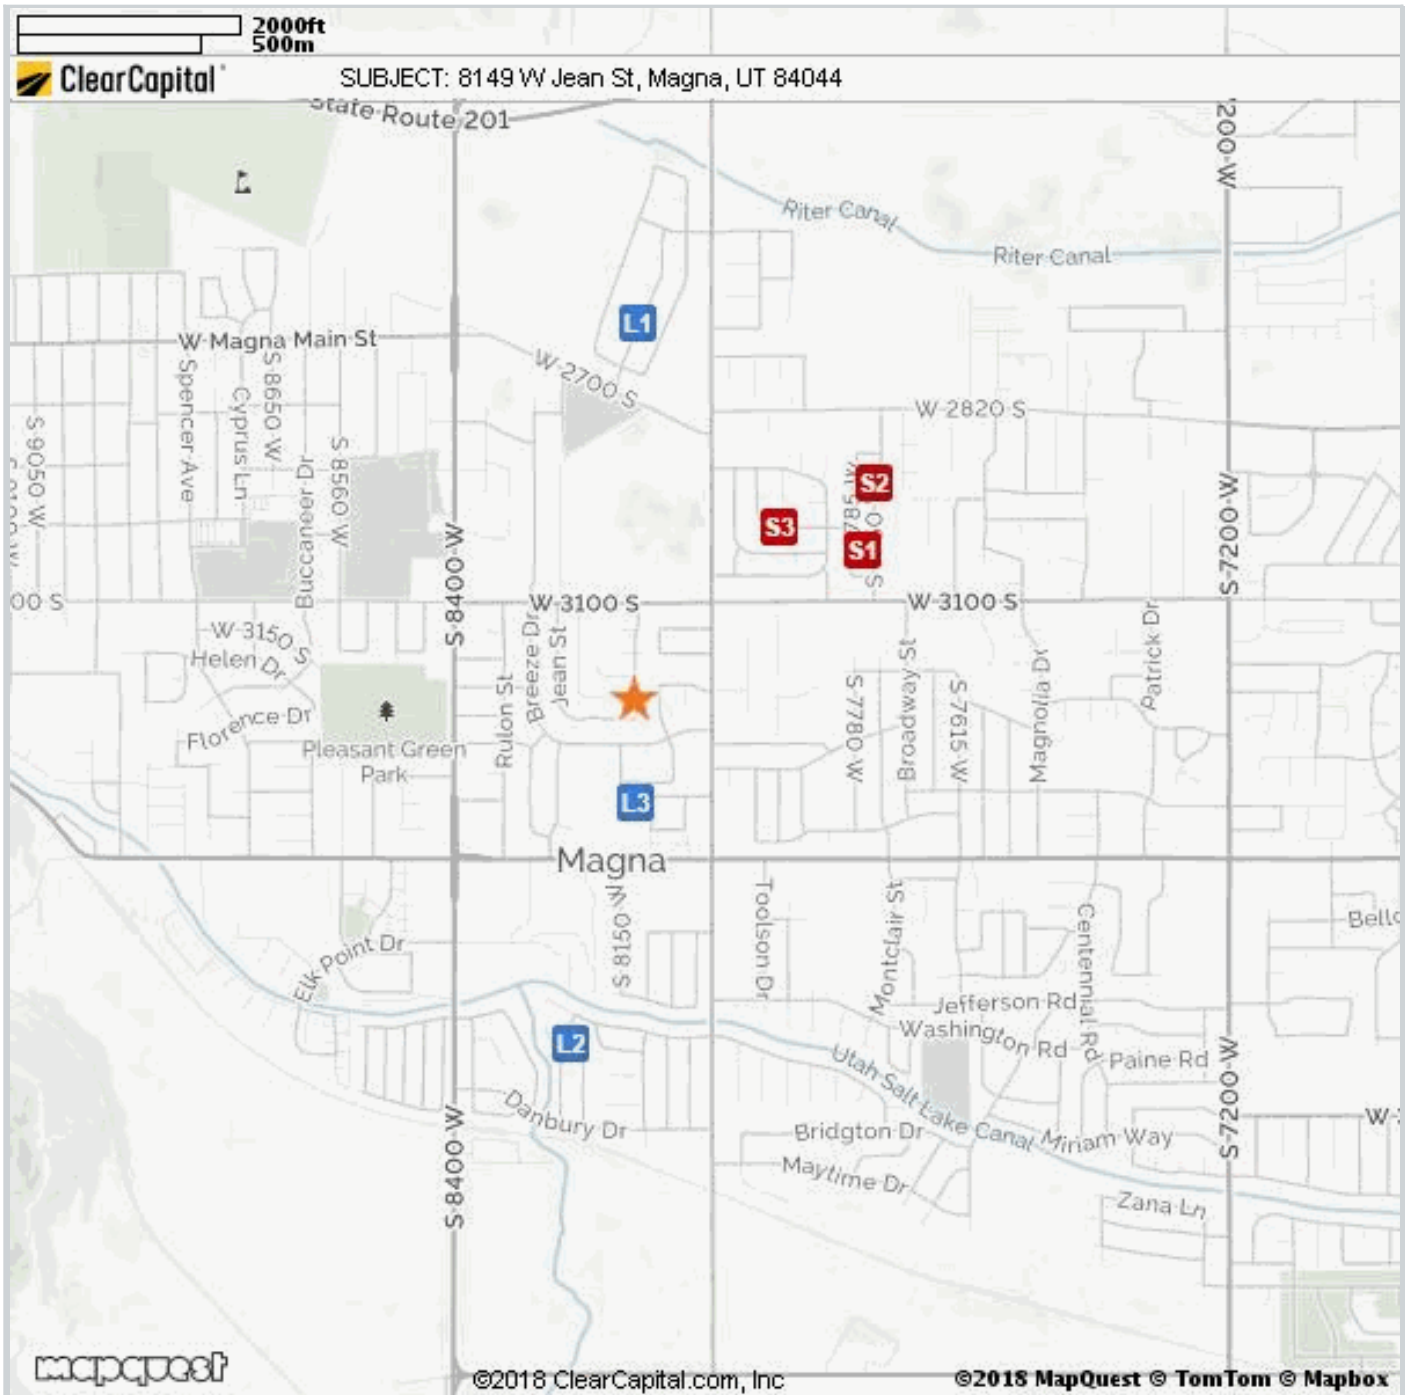 2000ft
500m
ClearCapital
SUBJECT: 8149 W Jean St, Magna, UT 84044
State Route 201
Riter Canal
Riter Canal
L1
W Magna Main St
W 2700 S
W 2820 S
Spencer Ave
Cyprus Ln
S 8650 W
S 8560 W
Buccaneer Dr
S 9050 W
S 8400 W
S2
S3
S1
S 7200 W
00 S
W 3100 S
W 3100 S
W 3150 S
Helen Dr
Florence Dr
Pleasant Green
Park
Rulon St
Breeze Dr
Jean St
S 7780 W
Broadway St
S 7615 W
Magnolia Dr
Patrick Dr
L3
Magna
S 8150 W
Toolson Dr
Montclair St
Centennial Rd
Elk Point Dr
Jefferson Rd
Washington Rd
Paine Rd
L2
Danbury Dr
Utah Salt Lake Canal
Bridgton Dr
Miriam Way
Maytime Dr
Zana Ln
S 8400 W
S 7200 W
mapquest
©2018 ClearCapital.com, Inc
©2018 MapQuest © TomTom © Mapbox